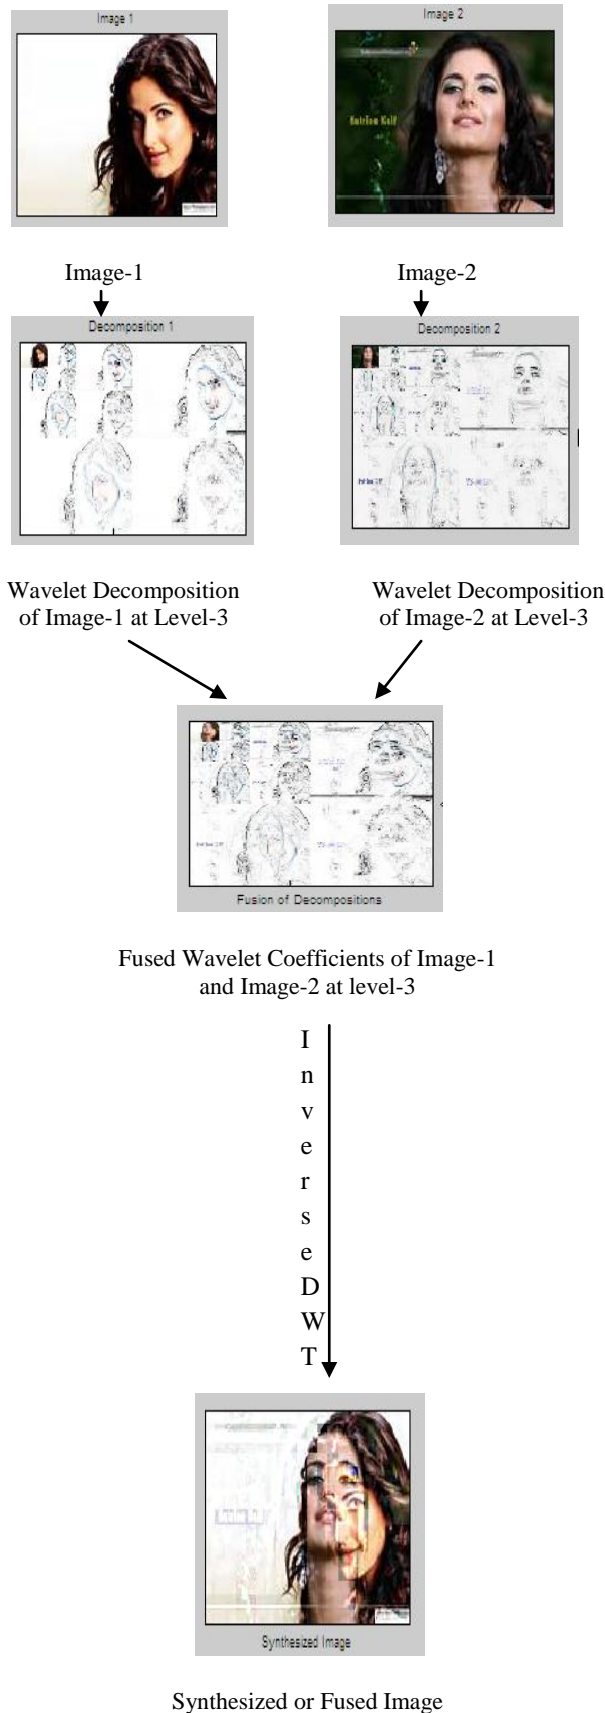 Image 1
Image 2
Katrina Kaif
Image-1
Image-2
Decomposition 1
Decomposition 2
Wavelet Decomposition
of Image-1 at Level-3
Wavelet Decomposition
of Image-2 at Level-3
Fusion of Decompositions
Fused Wavelet Coefficients of Image-1
and Image-2 at level-3
I
n
v
e
r
s
e
D
W
T
Synthesized Image
Synthesized or Fused Image